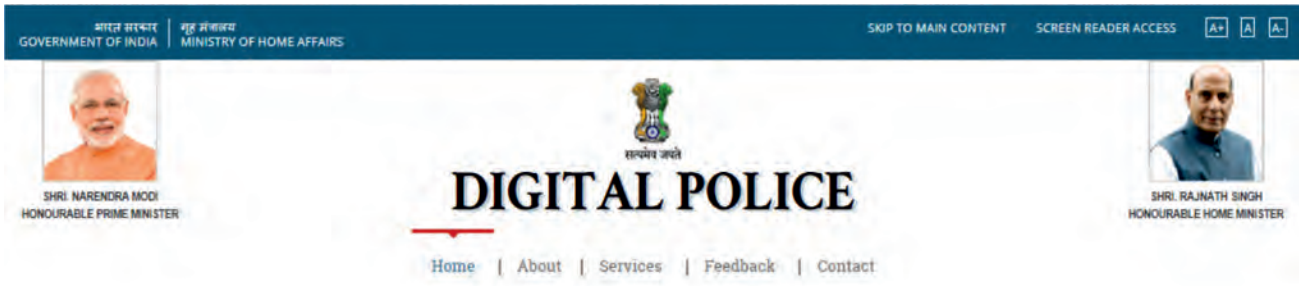 भारत सरकार | गृह मंत्रालय
GOVERNMENT OF INDIA | MINISTRY OF HOME AFFAIRS
SKIP TO MAIN CONTENT SCREEN READER ACCESS A+ A A-
सत्यमेव जयते
DIGITAL POLICE
SHRI. NARENDRA MODI
HONOURABLE PRIME MINISTER
SHRI. RAJNATH SINGH
HONOURABLE HOME MINISTER
Home | About | Services | Feedback | Contact